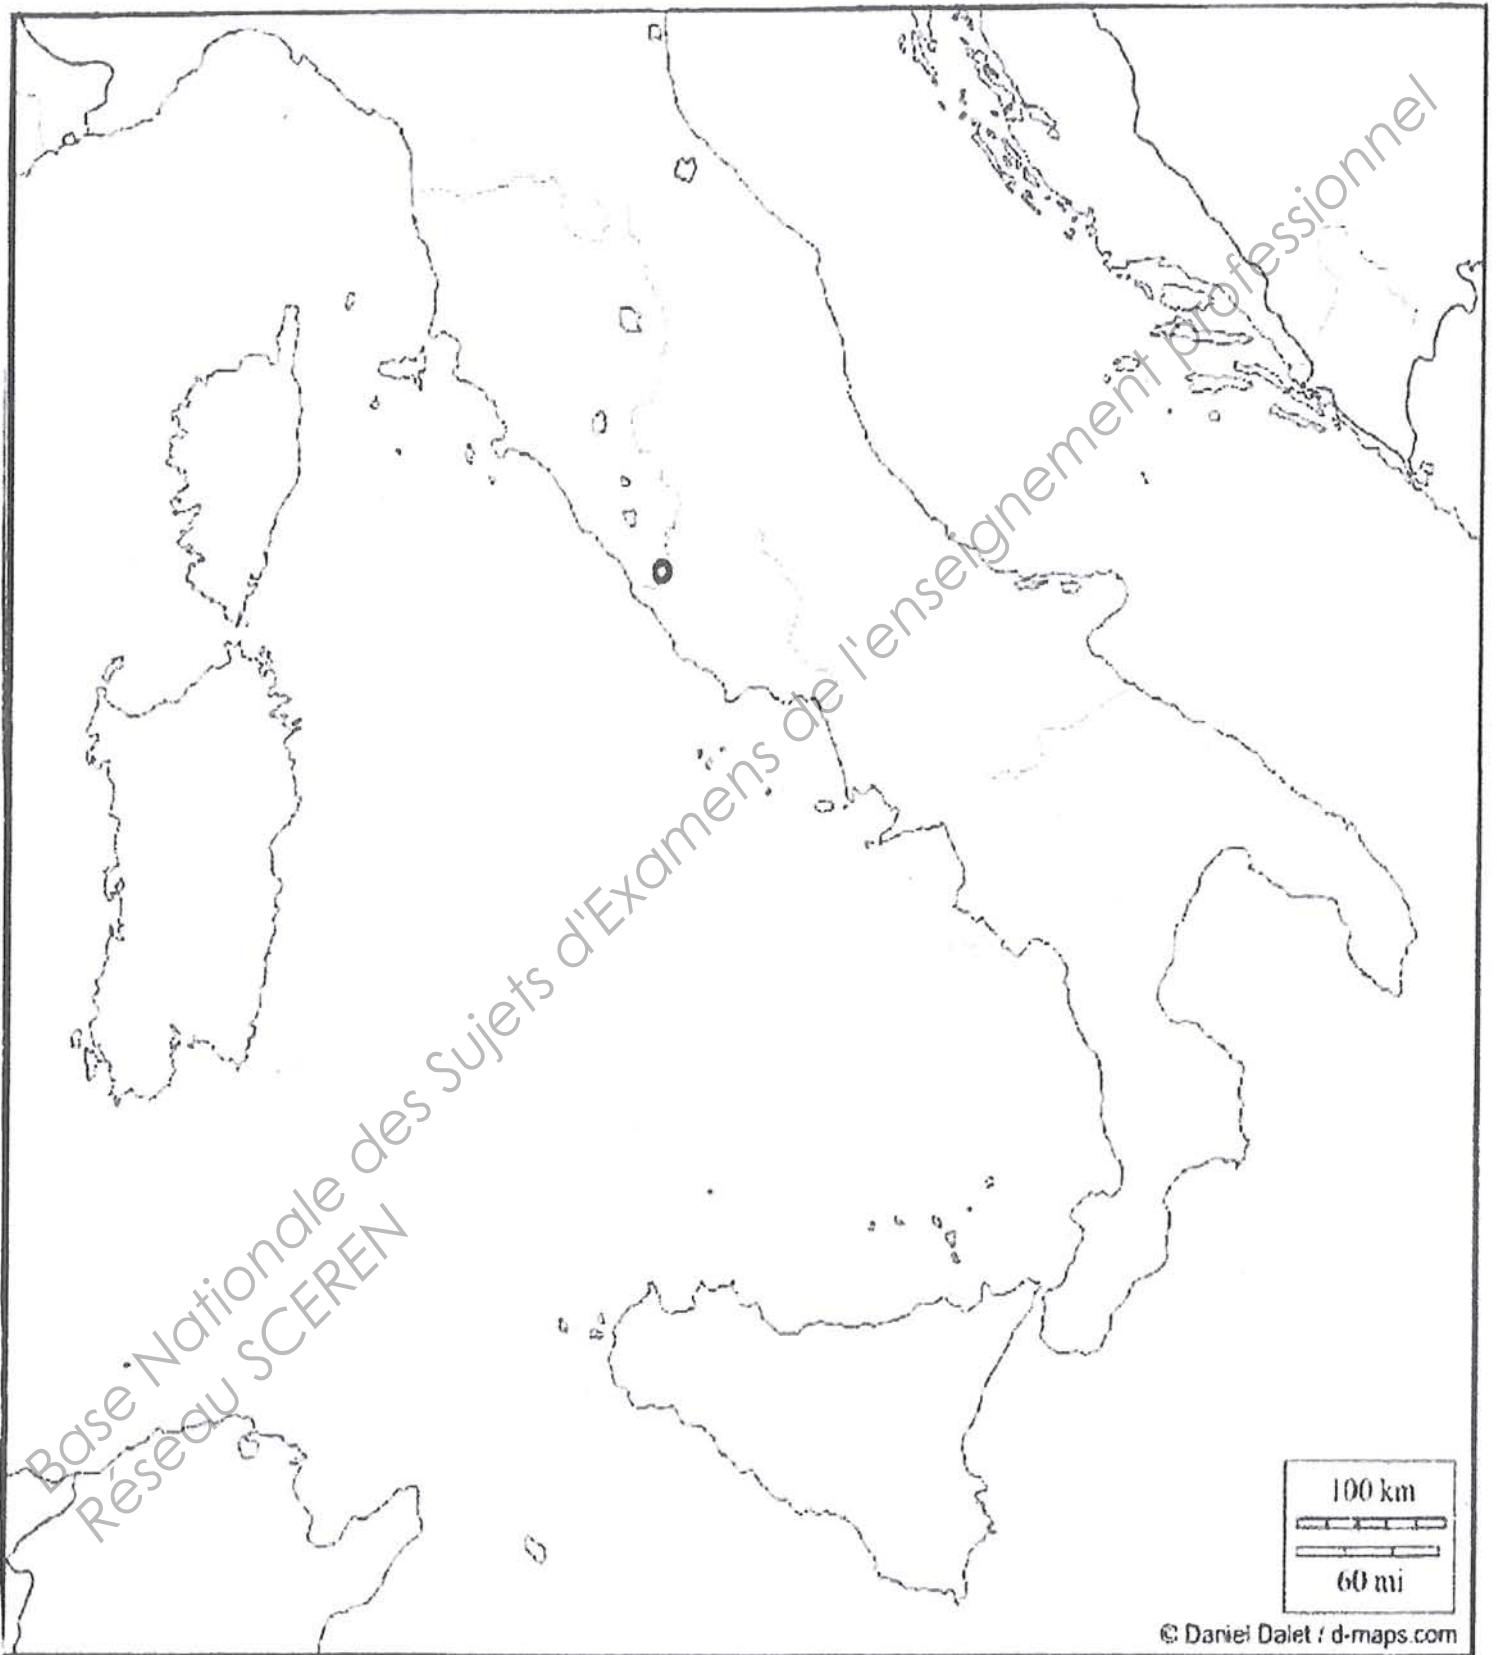 Base Nationale des Sujets d'Examens de l'enseignement professionnel
Réseau SCEREN
100 km
60 mi
© Daniel Dalet / d-maps.com